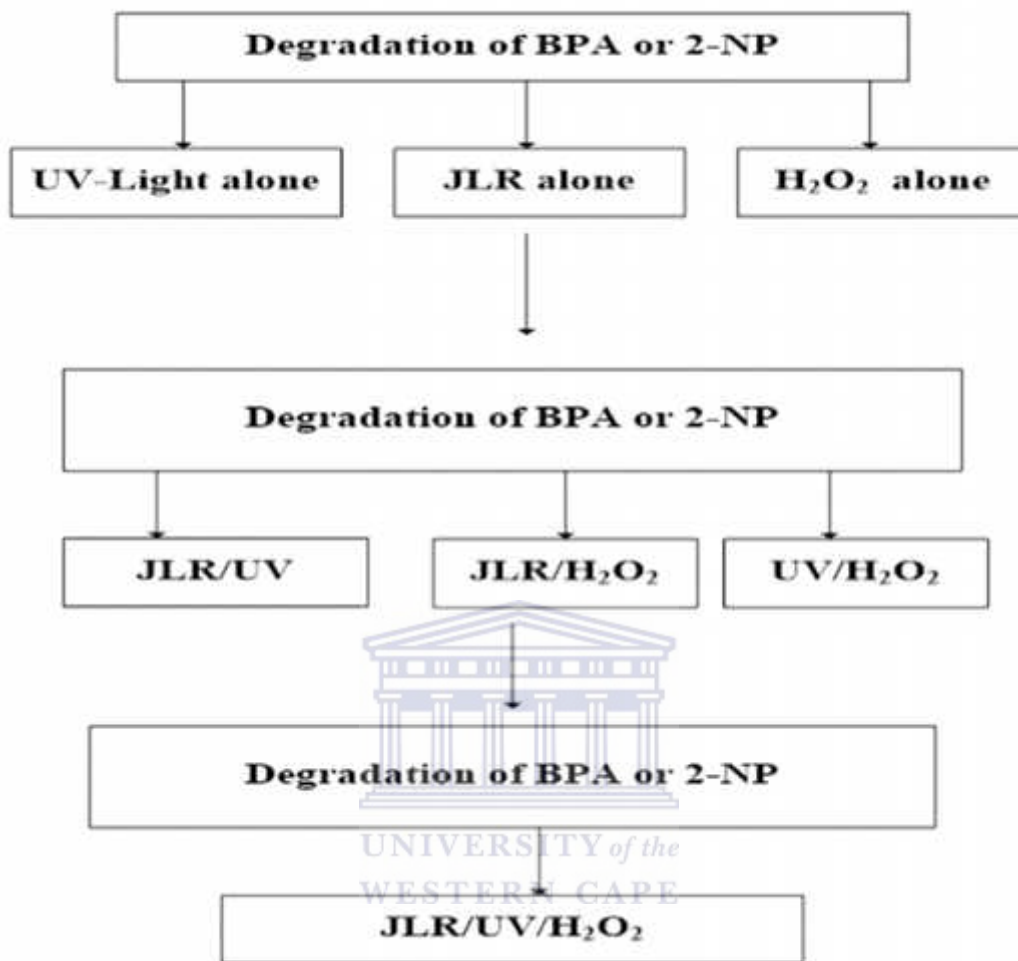 Degradation of BPA or 2-NP
UV-Light alone
JLR alone
H₂O₂ alone
Degradation of BPA or 2-NP
JLR/UV
JLR/H₂O₂
UV/H₂O₂
Degradation of BPA or 2-NP
UNIVERSITY of the
WESTERN CAPE
JLR/UV/H₂O₂